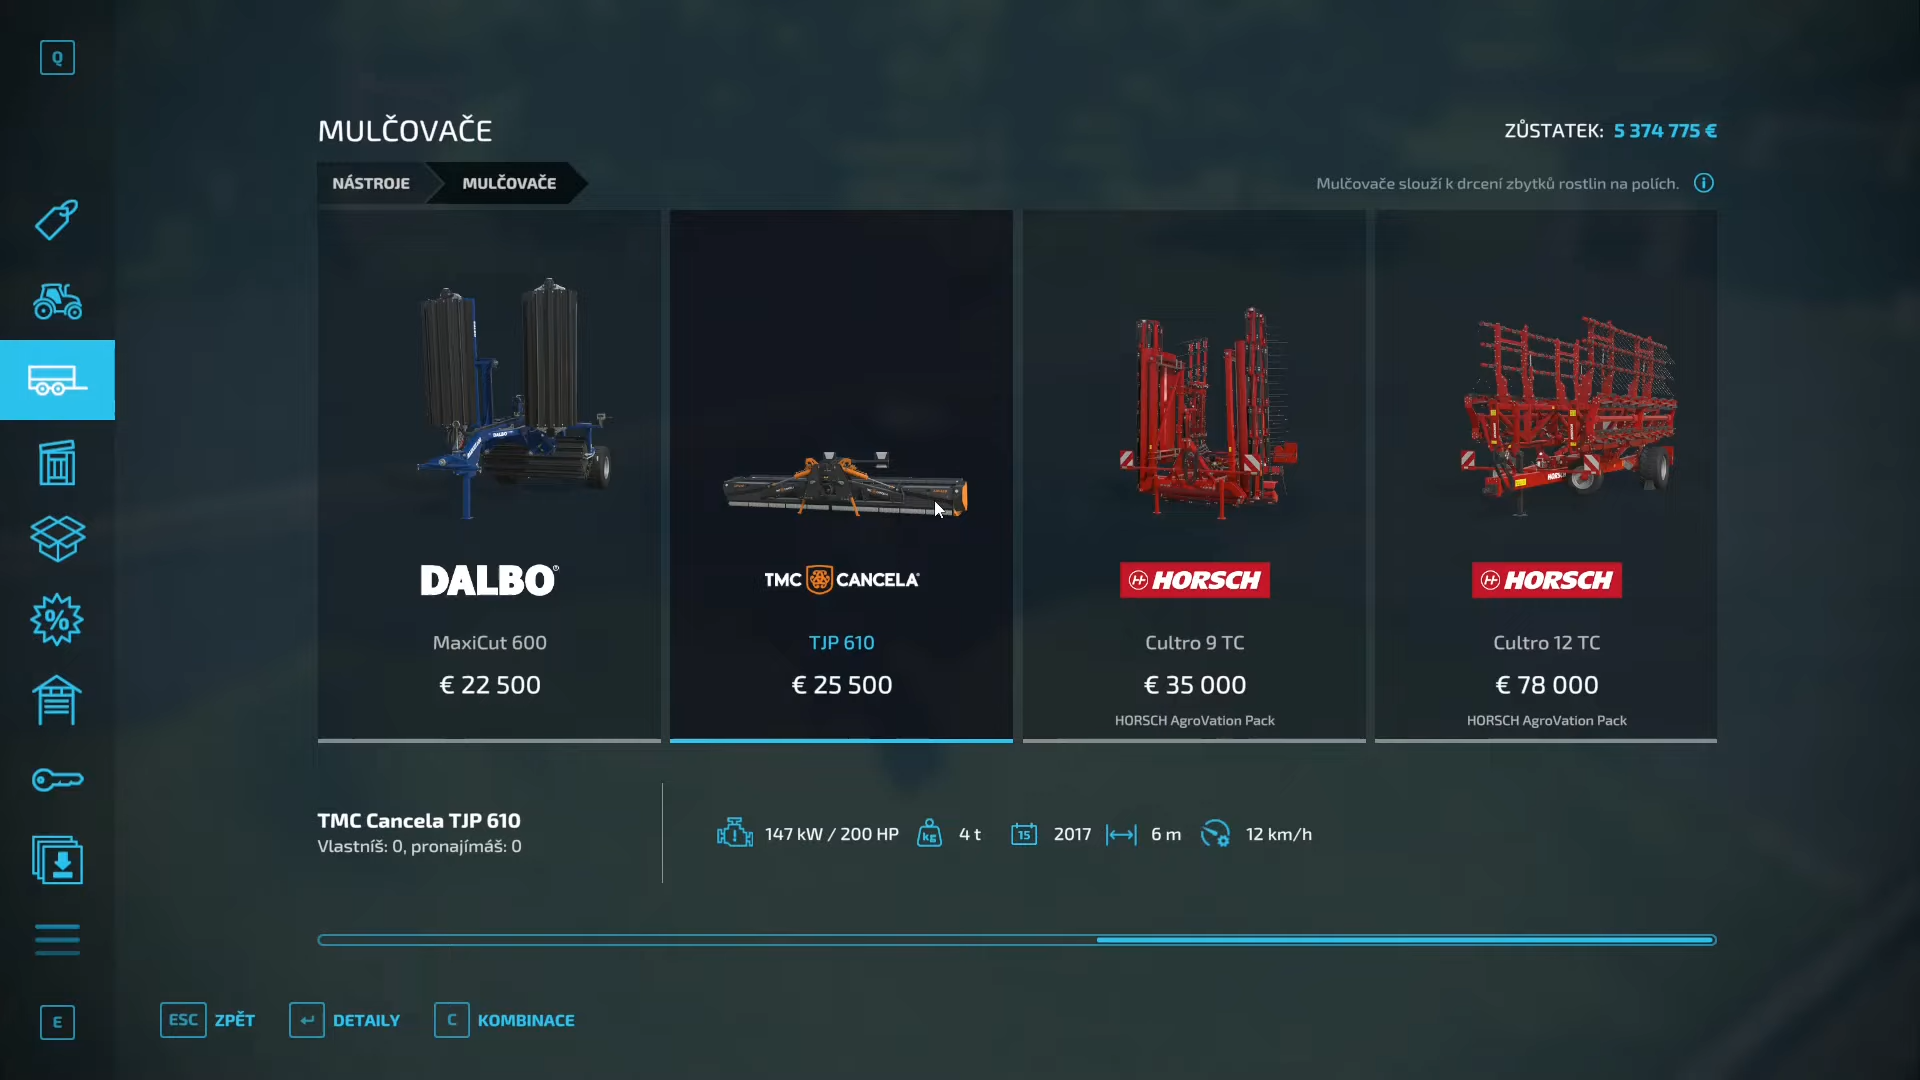 Q
MULČOVAČE
ZŮSTATEK: 5 374 775 €
NÁSTROJE
MULČOVAČE
Mulčovače slouží k drcení zbytků rostlin na polích.
DALBO
MaxiCut 600
€ 22 500
TMC CANCELA
TJP 610
€ 25 500
HORSCH
Cultro 9 TC
€ 35 000
HORSCH AgroVation Pack
HORSCH
Cultro 12 TC
€ 78 000
HORSCH AgroVation Pack
TMC Cancela TJP 610
Vlastníš: 0, pronajímáš: 0
147 kW / 200 HP
kg
4 t
15
2017
6 m
12 km/h
E
ESC ZPĚT
DETAILY
C KOMBINACE